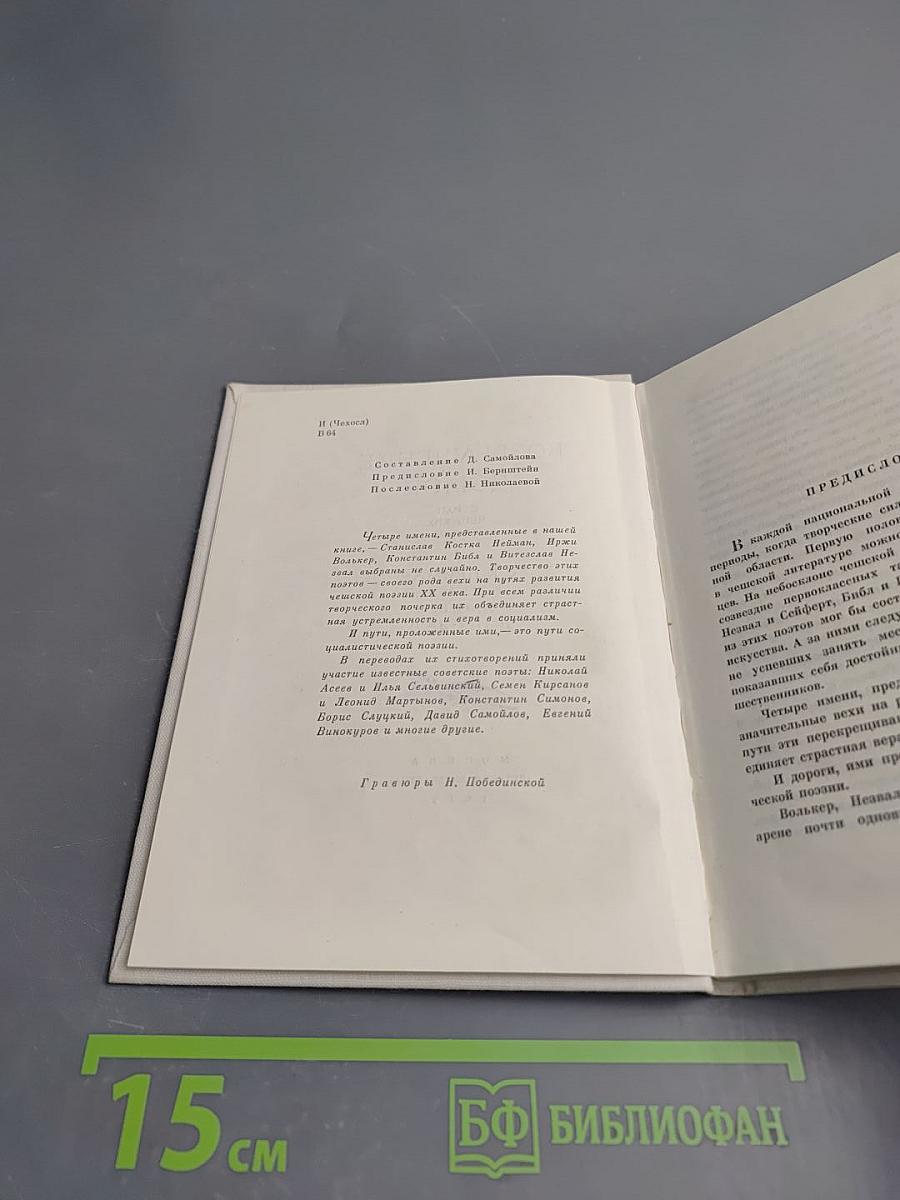 И (Чехосл)
В 64
Составление Д. Самойлова
Предисловие И. Бернштейн
Послесловие Н. Николаевой
Четыре имени, представленные в нашей
книге,— Станислав Костка Нейман, Иржи
Волькер, Константин Библ и Витезслав Не-
звал выбраны не случайно. Творчество этих
поэтов — своего рода вехи на путях развития
чешской поэзии XX века. При всем различии
творческого почерка их объединяет страст-
ная устремленность и вера в социализм.
И пути, проложенные ими,— это пути со-
циалистической поэзии.
В переводах их стихотворений приняли
участие известные советские поэты: Николай
Асеев и Илья Сельвинский, Семен Кирсанов
и Леонид Мартынов, Константин Симонов,
Борис Слуцкий, Давид Самойлов, Евгений
Винокуров и многие другие.
Гравюры Н. Побединской
ПРЕДИСЛО
В каждой национальной
периоды, когда творческие сил
ной области. Первую полов
в чешской литературе можно
цев. На небосклоне чешской
созвездие первоклассных та
Незвал и Сейферт, Библ и
из этих поэтов мог бы сост
искусства. А за ними следу
не успевших занять мес
показавших себя достойн
шественников.
Четыре имени, пред
значительные вехи на
пути эти перекрещива
единяет страстная вера
И дороги, ими пр
ческой поэзии.
Волькер, Незвал
арене почти однов
15 см
БФ БИБЛИОФАН